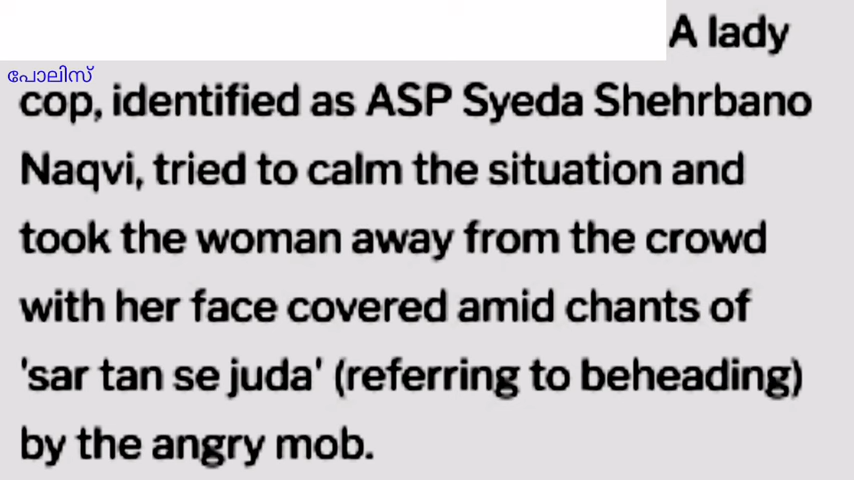 A lady
പോലിസ്
cop, identified as ASP Syeda Shehrbano
Naqvi, tried to calm the situation and
took the woman away from the crowd
with her face covered amid chants of
'sar tan se juda' (referring to beheading)
by the angry mob.